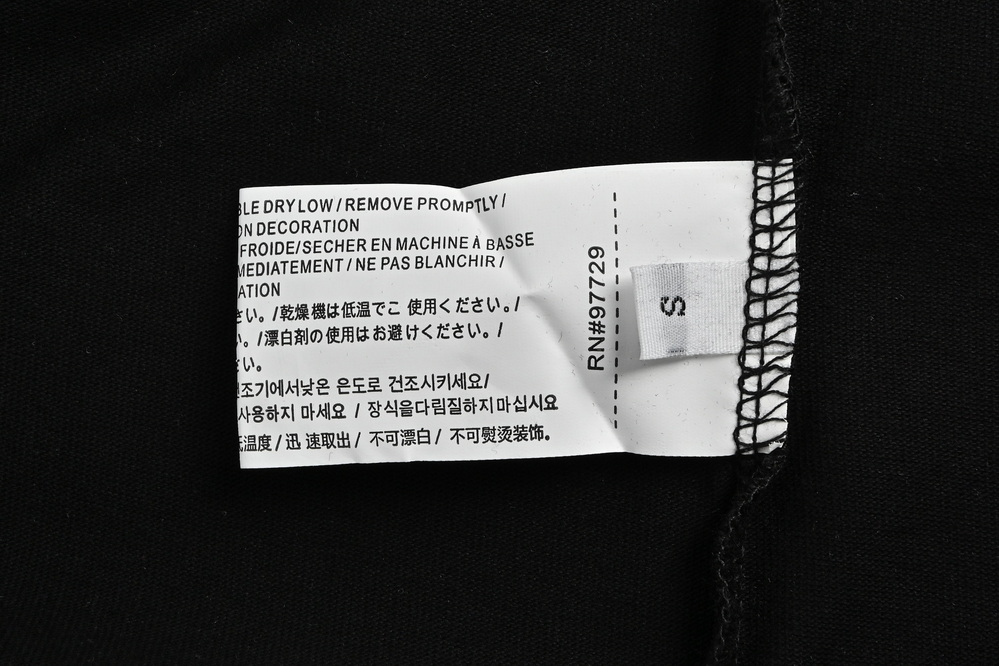 BLE DRY LOW / REMOVE PROMPTLY /
ON DECORATION
FROIDE/SECHER EN MACHINE À BASSE
MEDIATEMENT / NE PAS BLANCHIR /
ATION
さい。/乾燥機は低温でこ 使用ください。/
い。/漂白剤の使用はお避けください。/
さい。
건조기에서낮은 온도로 건조시키세요/
사용하지 마세요 / 장식을다림질하지마십시요
低温度 / 迅 速取出 / 不可漂白 / 不可熨烫装饰。
RN#97729
S